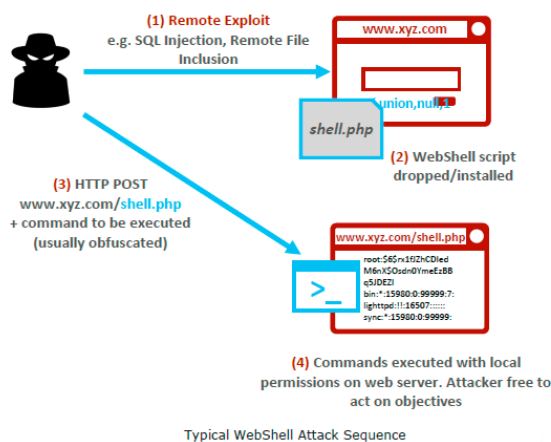 (1) Remote Exploit
e.g. SQL Injection, Remote File
Inclusion
www.xyz.com
union,null,1
shell.php
(2) WebShell script
dropped/installed
(3) HTTP POST
www.xyz.com/shell.php
+ command to be executed
(usually obfuscated)
www.xyz.com/shell.php
>_
root:$6$rx1fJZhCDIed
M6nX$Osdn0YmeEzBB
q5JDEZI
bin:*:15980:0:99999:7:
lighttpd:!!:16507::::::
sync:*:15980:0:99999:
(4) Commands executed with local
permissions on web server. Attacker free to
act on objectives
Typical WebShell Attack Sequence